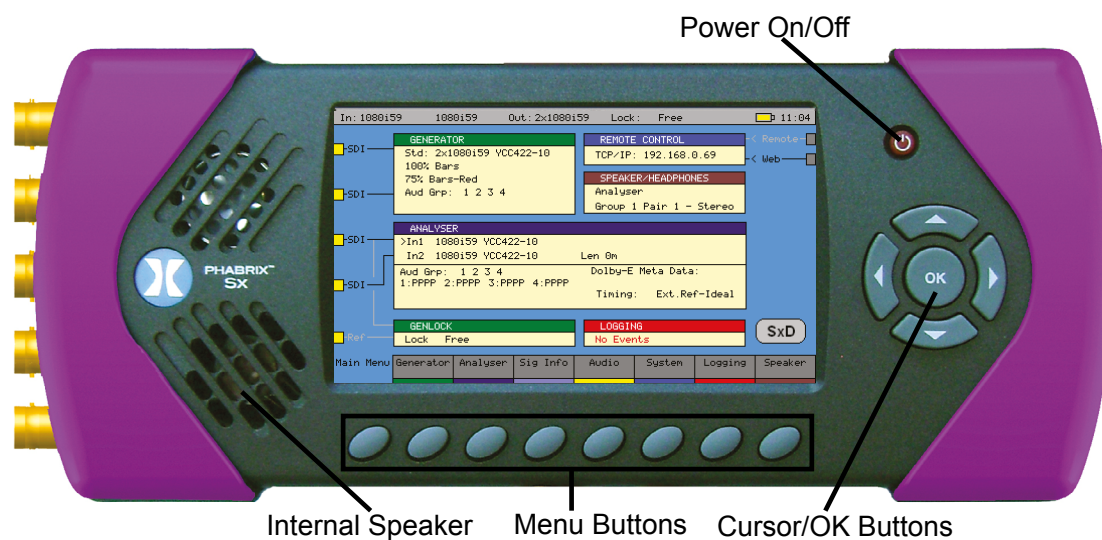 Power On/Off
In: 1080i59 1080i59 Out: 2x1080i59 Lock: Free 11:04
SDI
SDI
SDI
SDI
Ref
GENERATOR
Std: 2x1080i59 YCC422-10
100% Bars
75% Bars-Red
Aud Grp: 1 2 3 4
REMOTE CONTROL
TCP/IP: 192.168.0.69
< Remote
< Web
SPEAKER/HEADPHONES
Analyser
Group 1 Pair 1 - Stereo
ANALYSER
>In1 1080i59 YCC422-10
In2 1080i59 YCC422-10 Len 0m
Aud Grp: 1 2 3 4 Dolby-E Meta Data:
1:PPPP 2:PPPP 3:PPPP 4:PPPP
Timing: Ext.Ref-Ideal
GENLOCK
Lock Free
LOGGING
No Events
SxD
Main Menu Generator Analyser Sig Info Audio System Logging Speaker
PHABRIX™
SX
OK
Internal Speaker
Menu Buttons
Cursor/OK Buttons